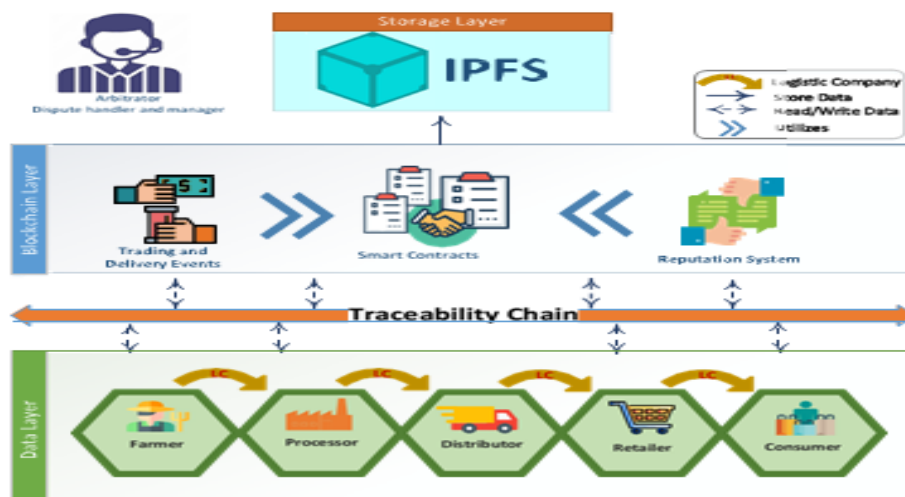 Storage Layer
IPFS
Arbitrator
Dispute handler and manager
LC
Logistic Company
Store Data
Read/Write Data
Utilizes
Blockchain Layer
$
Trading and
Delivery Events
Smart Contracts
Reputation System
Traceability Chain
Data Layer
LC
LC
LC
LC
Farmer
Processor
Distributor
Retailer
Consumer